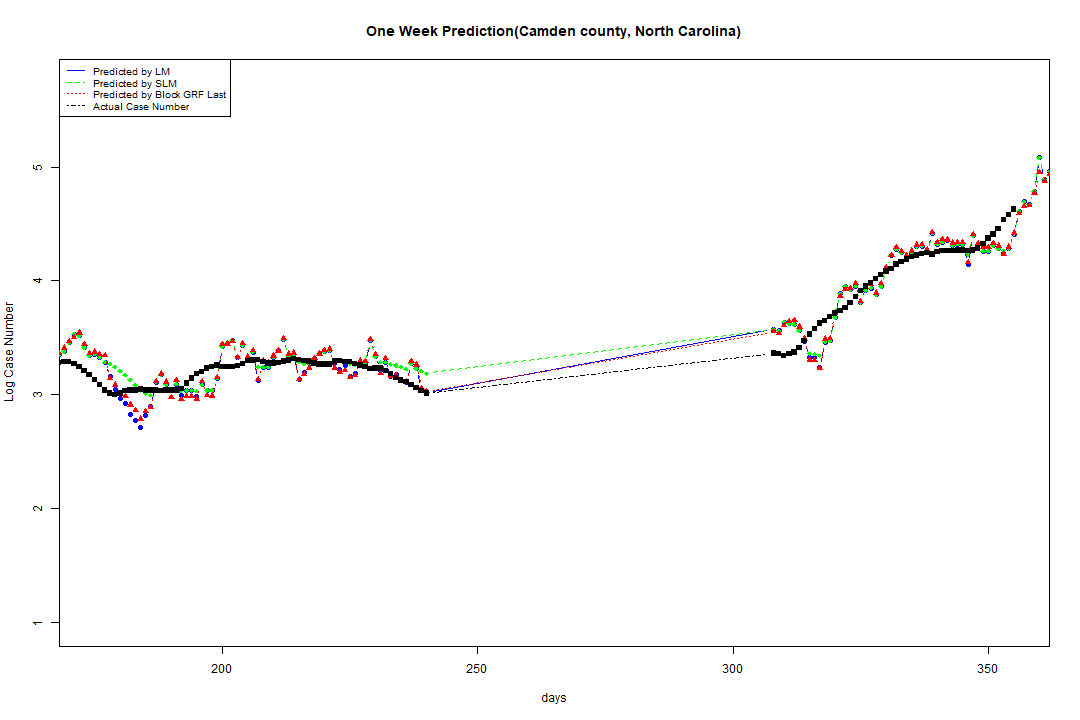 One Week Prediction(Camden county, North Carolina)
Predicted by LM
Predicted by SLM
Predicted by Block GRF Last
Actual Case Number
Log Case Number
5
4
3
2
1
200
250
300
350
days